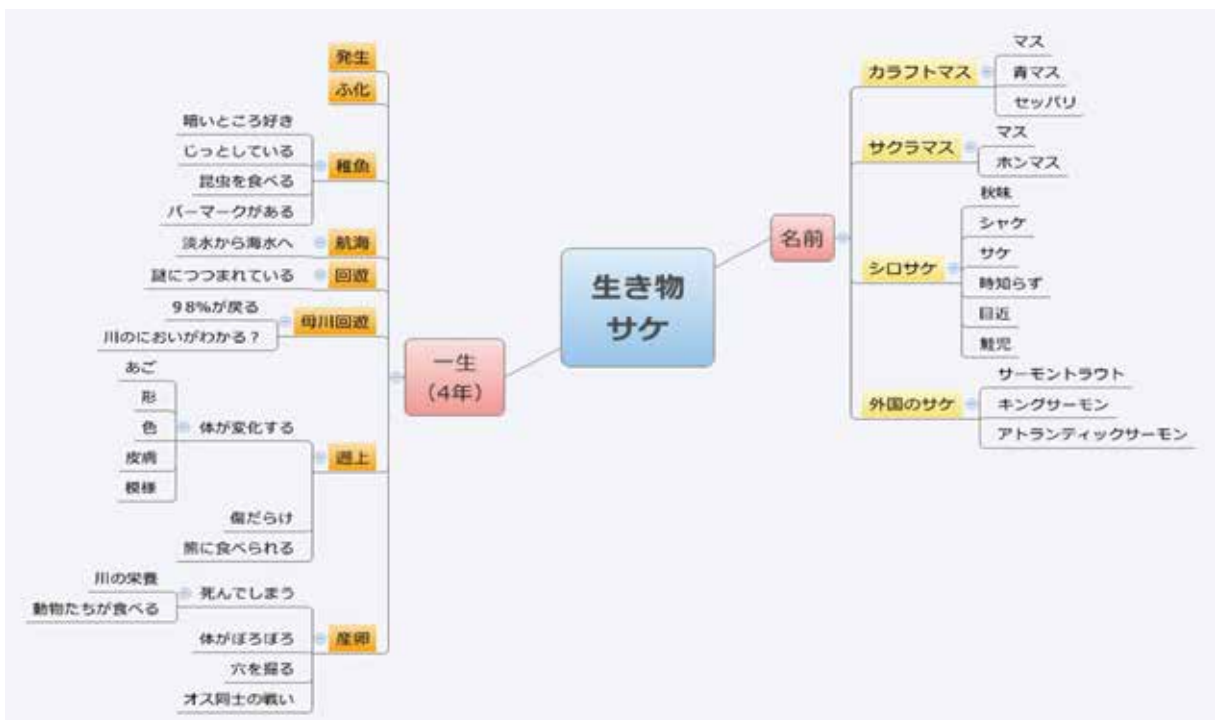 生き物
サケ
一生
(4年)
発生
ふ化
稚魚
暗いところ好き
じっとしている
昆虫を食べる
パーマークがある
航海
淡水から海水へ
回遊
謎につつまれている
母川回遊
98%が戻る
川のにおいがわかる?
遡上
体が変化する
あご
形
色
皮膚
模様
傷だらけ
熊に食べられる
産卵
死んでしまう
川の栄養
動物たちが食べる
体がぼろぼろ
穴を掘る
オス同士の戦い
名前
カラフトマス
マス
青マス
セッパリ
サクラマス
マス
ホンマス
シロサケ
秋味
シャケ
サケ
時知らず
目近
鮭児
外国のサケ
サーモントラウト
キングサーモン
アトランティックサーモン